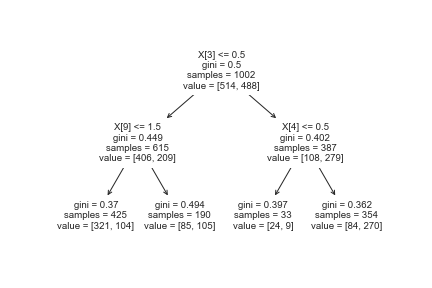 X[3] <= 0.5
gini = 0.5
samples = 1002
value = [514, 488]
X[9] <= 1.5
gini = 0.449
samples = 615
value = [406, 209]
X[4] <= 0.5
gini = 0.402
samples = 387
value = [108, 279]
gini = 0.37
samples = 425
value = [321, 104]
gini = 0.494
samples = 190
value = [85, 105]
gini = 0.397
samples = 33
value = [24, 9]
gini = 0.362
samples = 354
value = [84, 270]